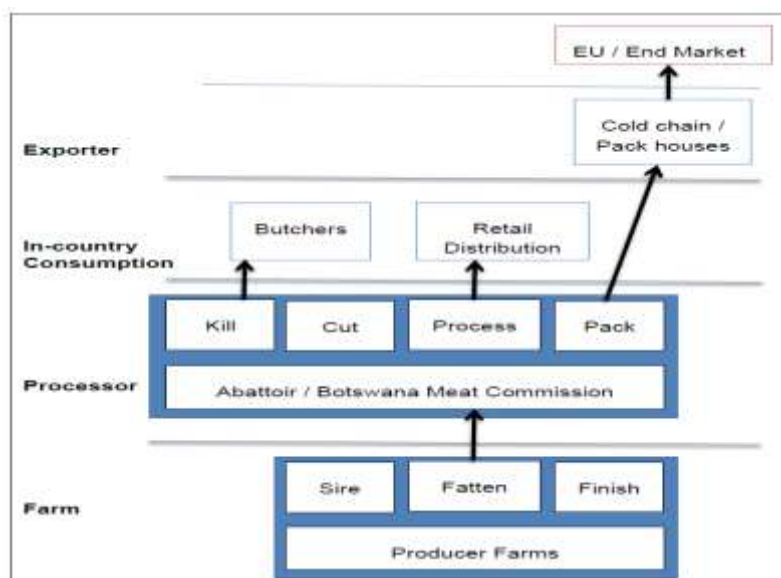 EU / End Market
Cold chain /
Pack houses
Exporter
Butchers
Retail
Distribution
In-country
Consumption
Kill
Cut
Process
Pack
Processor
Abattoir / Botswana Meat Commission
Sire
Fatten
Finish
Farm
Producer Farms